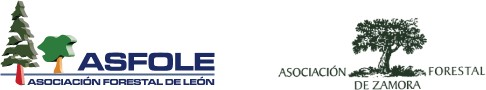 ASFOLE
ASOCIACIÓN FORESTAL DE LEÓN
ASOCIACIÓN FORESTAL
DE ZAMORA